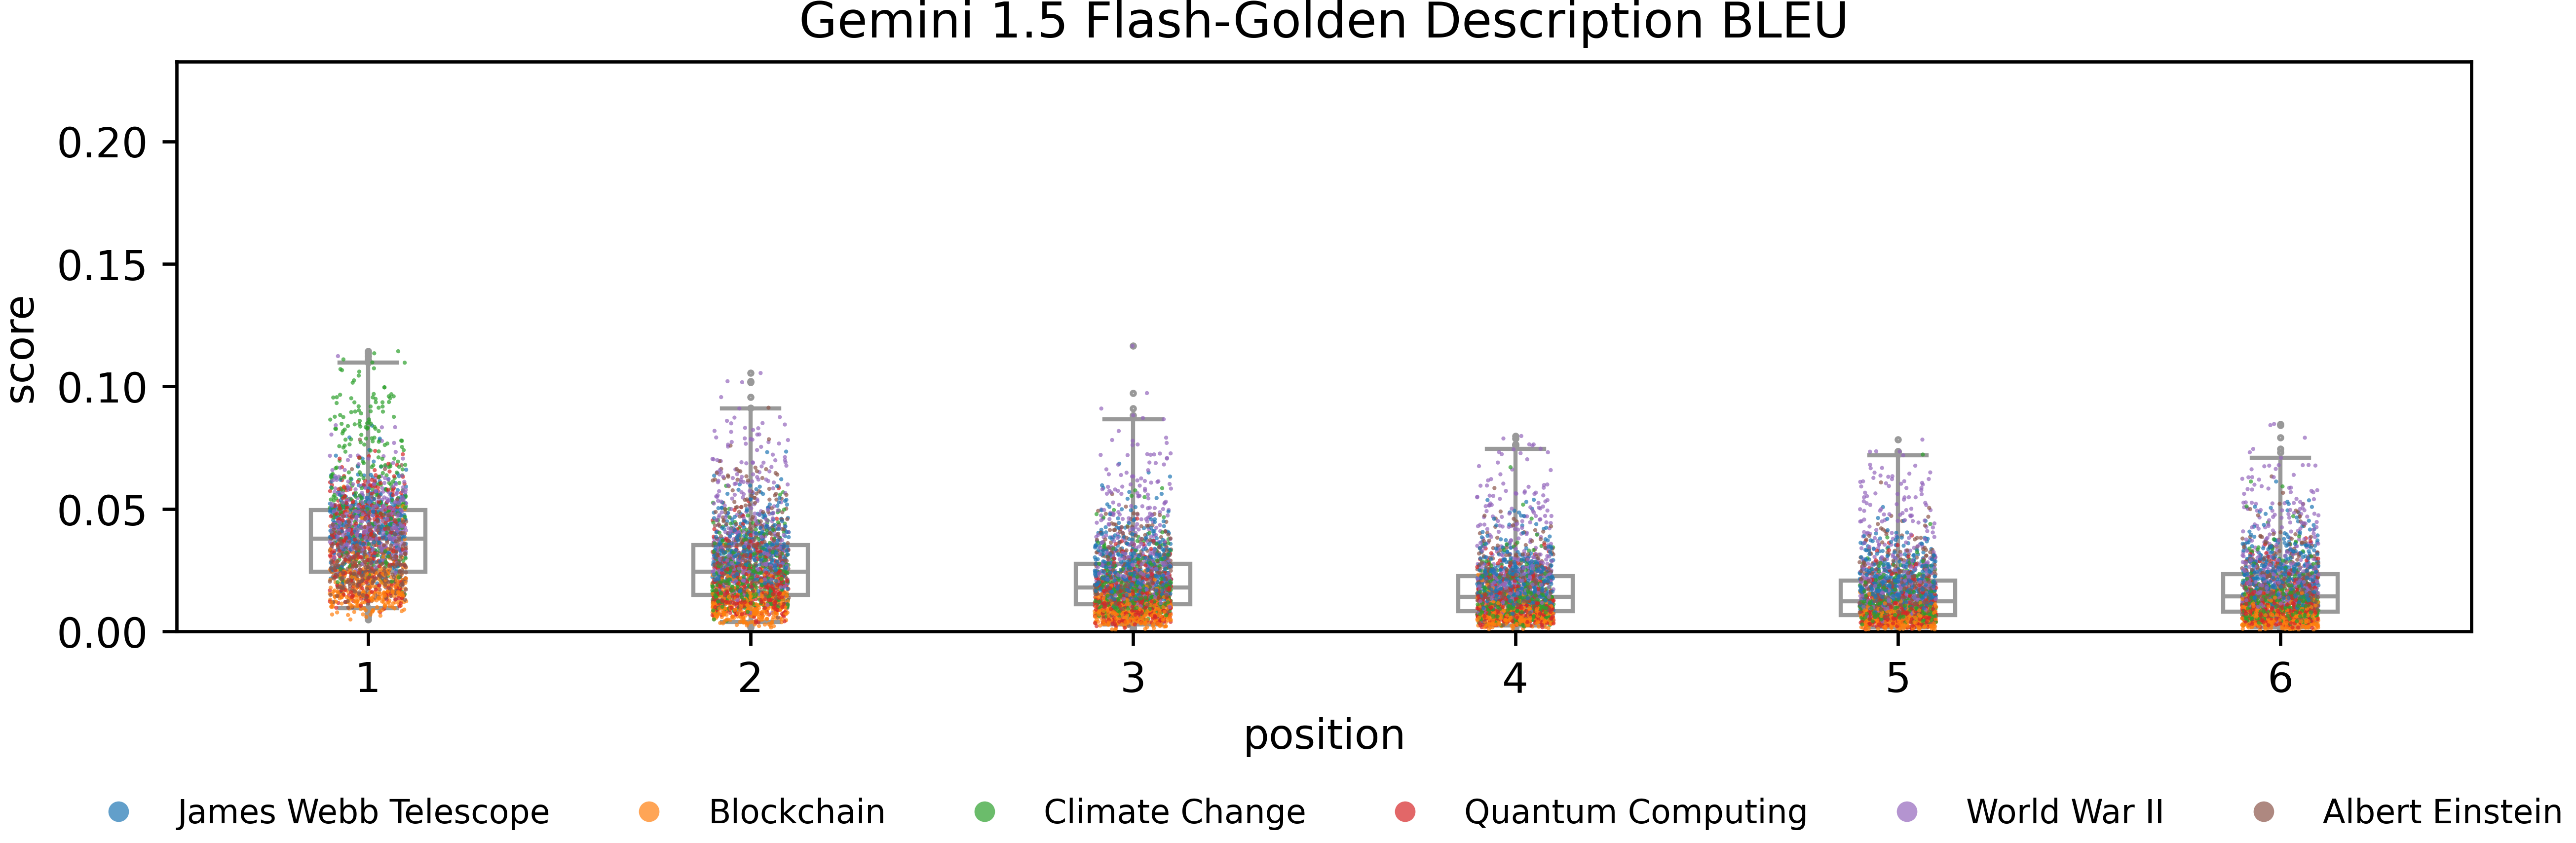 Gemini 1.5 Flash-Golden Description BLEU
0.20
0.15
0.10
0.05
0.00
score
1 2 3 4 5 6
position
James Webb Telescope Blockchain Climate Change Quantum Computing World War II Albert Einstein